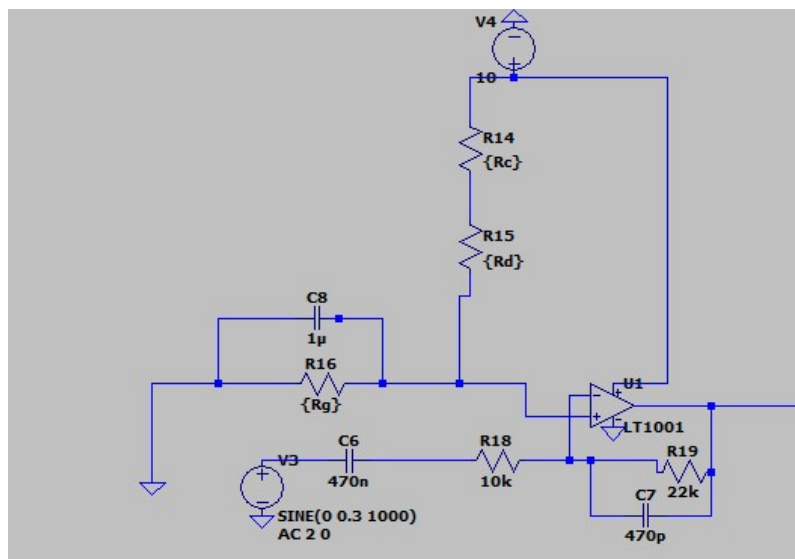 V4
10
R14
{Rc}
R15
{Rd}
C8
1µ
R16
{Rg}
U1
LT1001
C6
470n
R18
10k
R19
22k
V3
C7
470p
SINE(0 0.3 1000)
AC 2 0